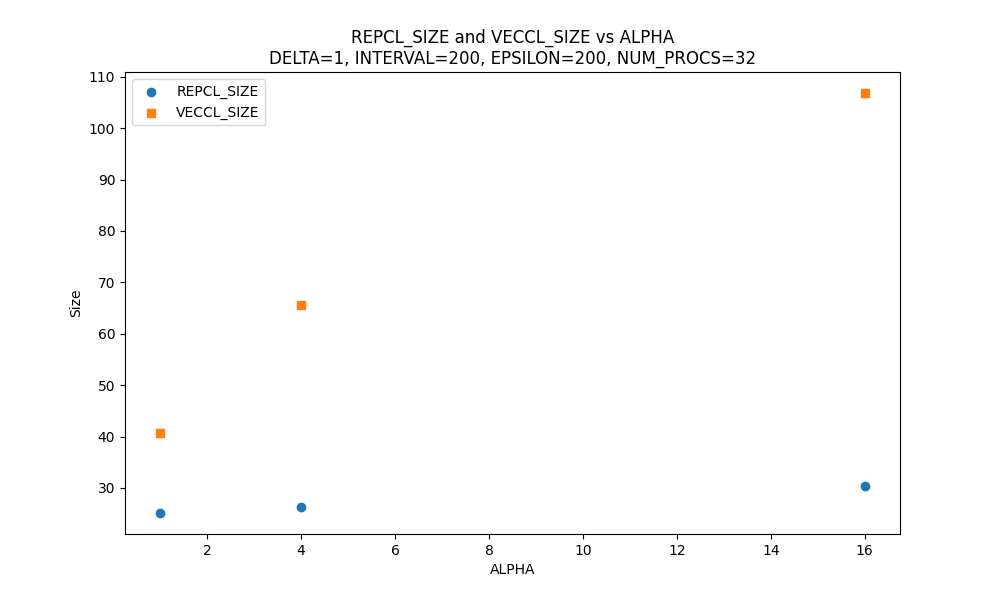 REPCL_SIZE and VECCL_SIZE vs ALPHA
DELTA=1, INTERVAL=200, EPSILON=200, NUM_PROCS=32
REPCL_SIZE
VECCL_SIZE
110
100
90
80
70
60
50
40
30
Size
2 4 6 8 10 12 14 16
ALPHA